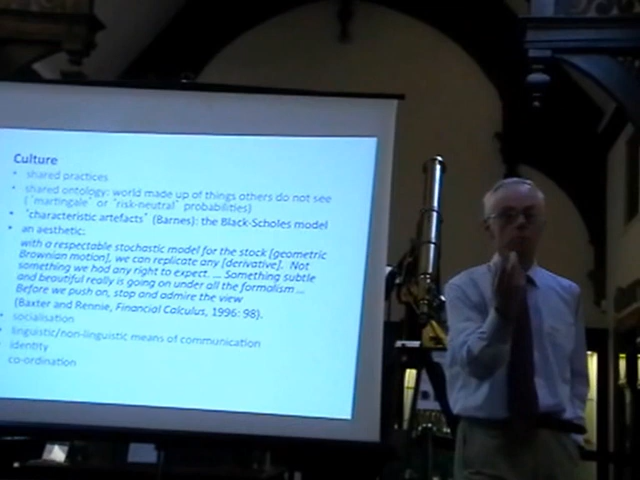 Culture
• shared practices
• shared ontology: world made up of things others do not see
('martingale' or 'risk-neutral' probabilities)
• 'characteristic artefacts' (Barnes): the Black-Scholes model
• an aesthetic:
with a respectable stochastic model for the stock [geometric
Brownian motion], we can replicate any [derivative]. Not
something we had any right to expect. ... Something subtle
and beautiful really is going on under all the formalism ...
Before we push on, stop and admire the view
(Baxter and Rennie, Financial Calculus, 1996: 98).
• socialisation
• linguistic/non-linguistic means of communication
• identity
co-ordination